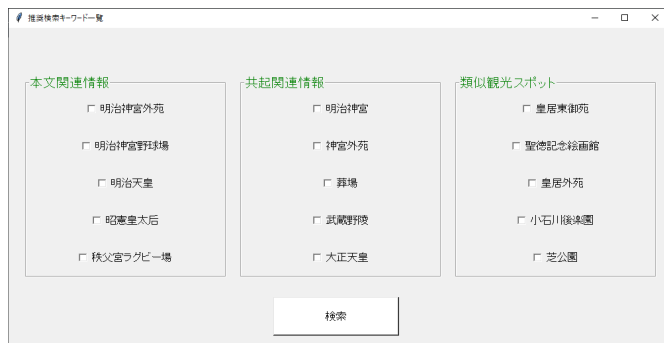 推奨検索キーワード一覧
本文関連情報
明治神宮外苑
明治神宮野球場
明治天皇
昭憲皇太后
秩父宮ラグビー場
共起関連情報
明治神宮
神宮外苑
葬場
武蔵野陵
大正天皇
類似観光スポット
皇居東御苑
聖徳記念絵画館
皇居外苑
小石川後楽園
芝公園
検索